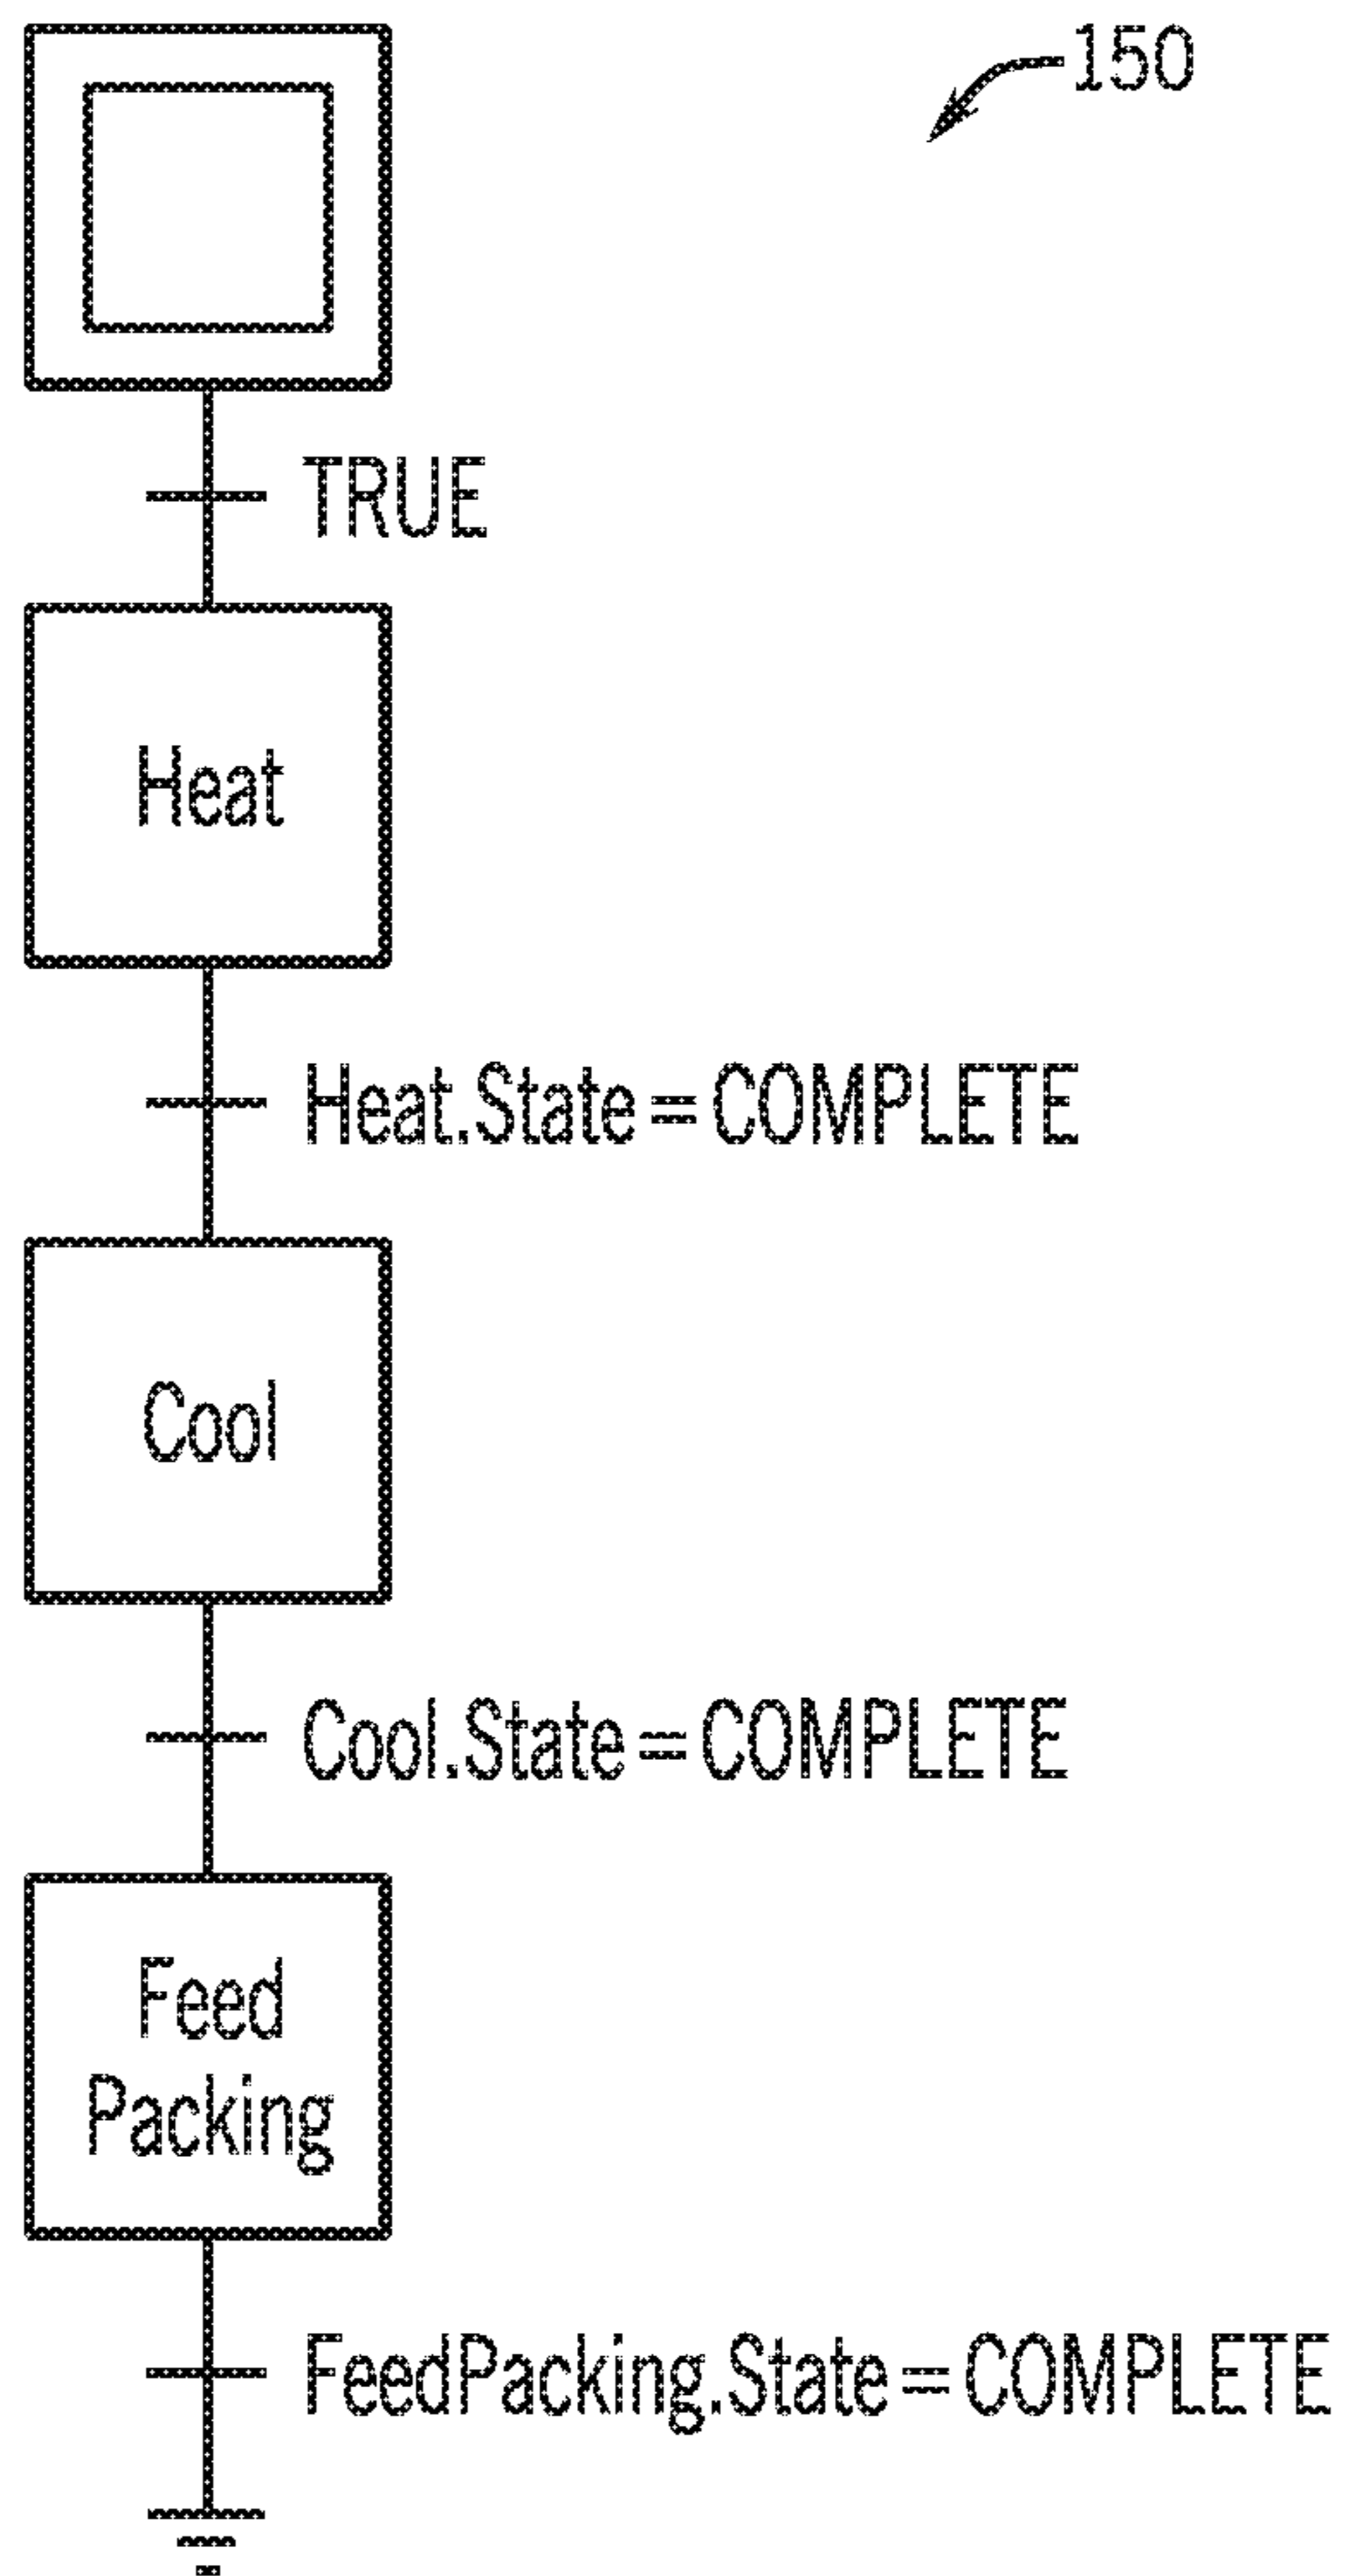 150
TRUE
Heat
Heat.State = COMPLETE
Cool
Cool.State = COMPLETE
Feed
Packing
FeedPacking.State = COMPLETE